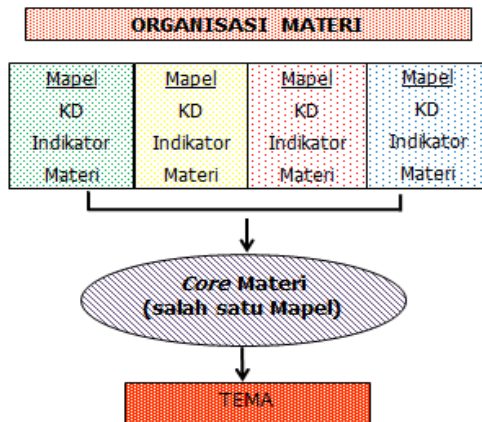 ORGANISASI MATERI
Mapel
KD
Indikator
Materi
Mapel
KD
Indikator
Materi
Mapel
KD
Indikator
Materi
Mapel
KD
Indikator
Materi
Core Materi
(salah satu Mapel)
TEMA